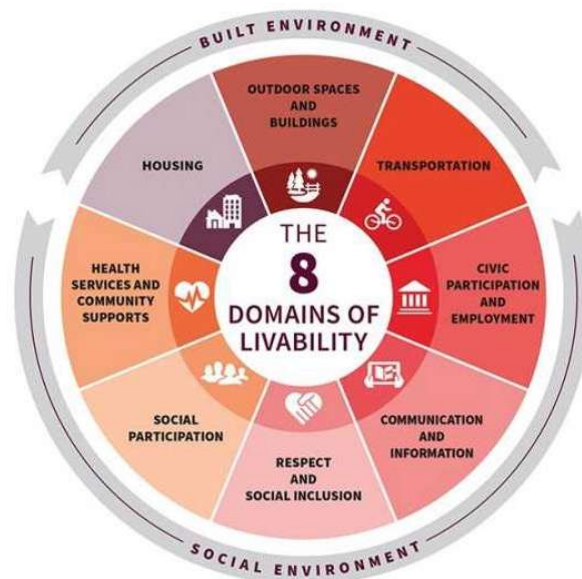 BUILT ENVIRONMENT
OUTDOOR SPACES
AND
BUILDINGS
HOUSING
TRANSPORTATION
THE
8
DOMAINS OF
LIVABILITY
HEALTH
SERVICES AND
COMMUNITY
SUPPORTS
CIVIC
PARTICIPATION
AND
EMPLOYMENT
SOCIAL
PARTICIPATION
COMMUNICATION
AND
INFORMATION
RESPECT
AND
SOCIAL INCLUSION
SOCIAL ENVIRONMENT